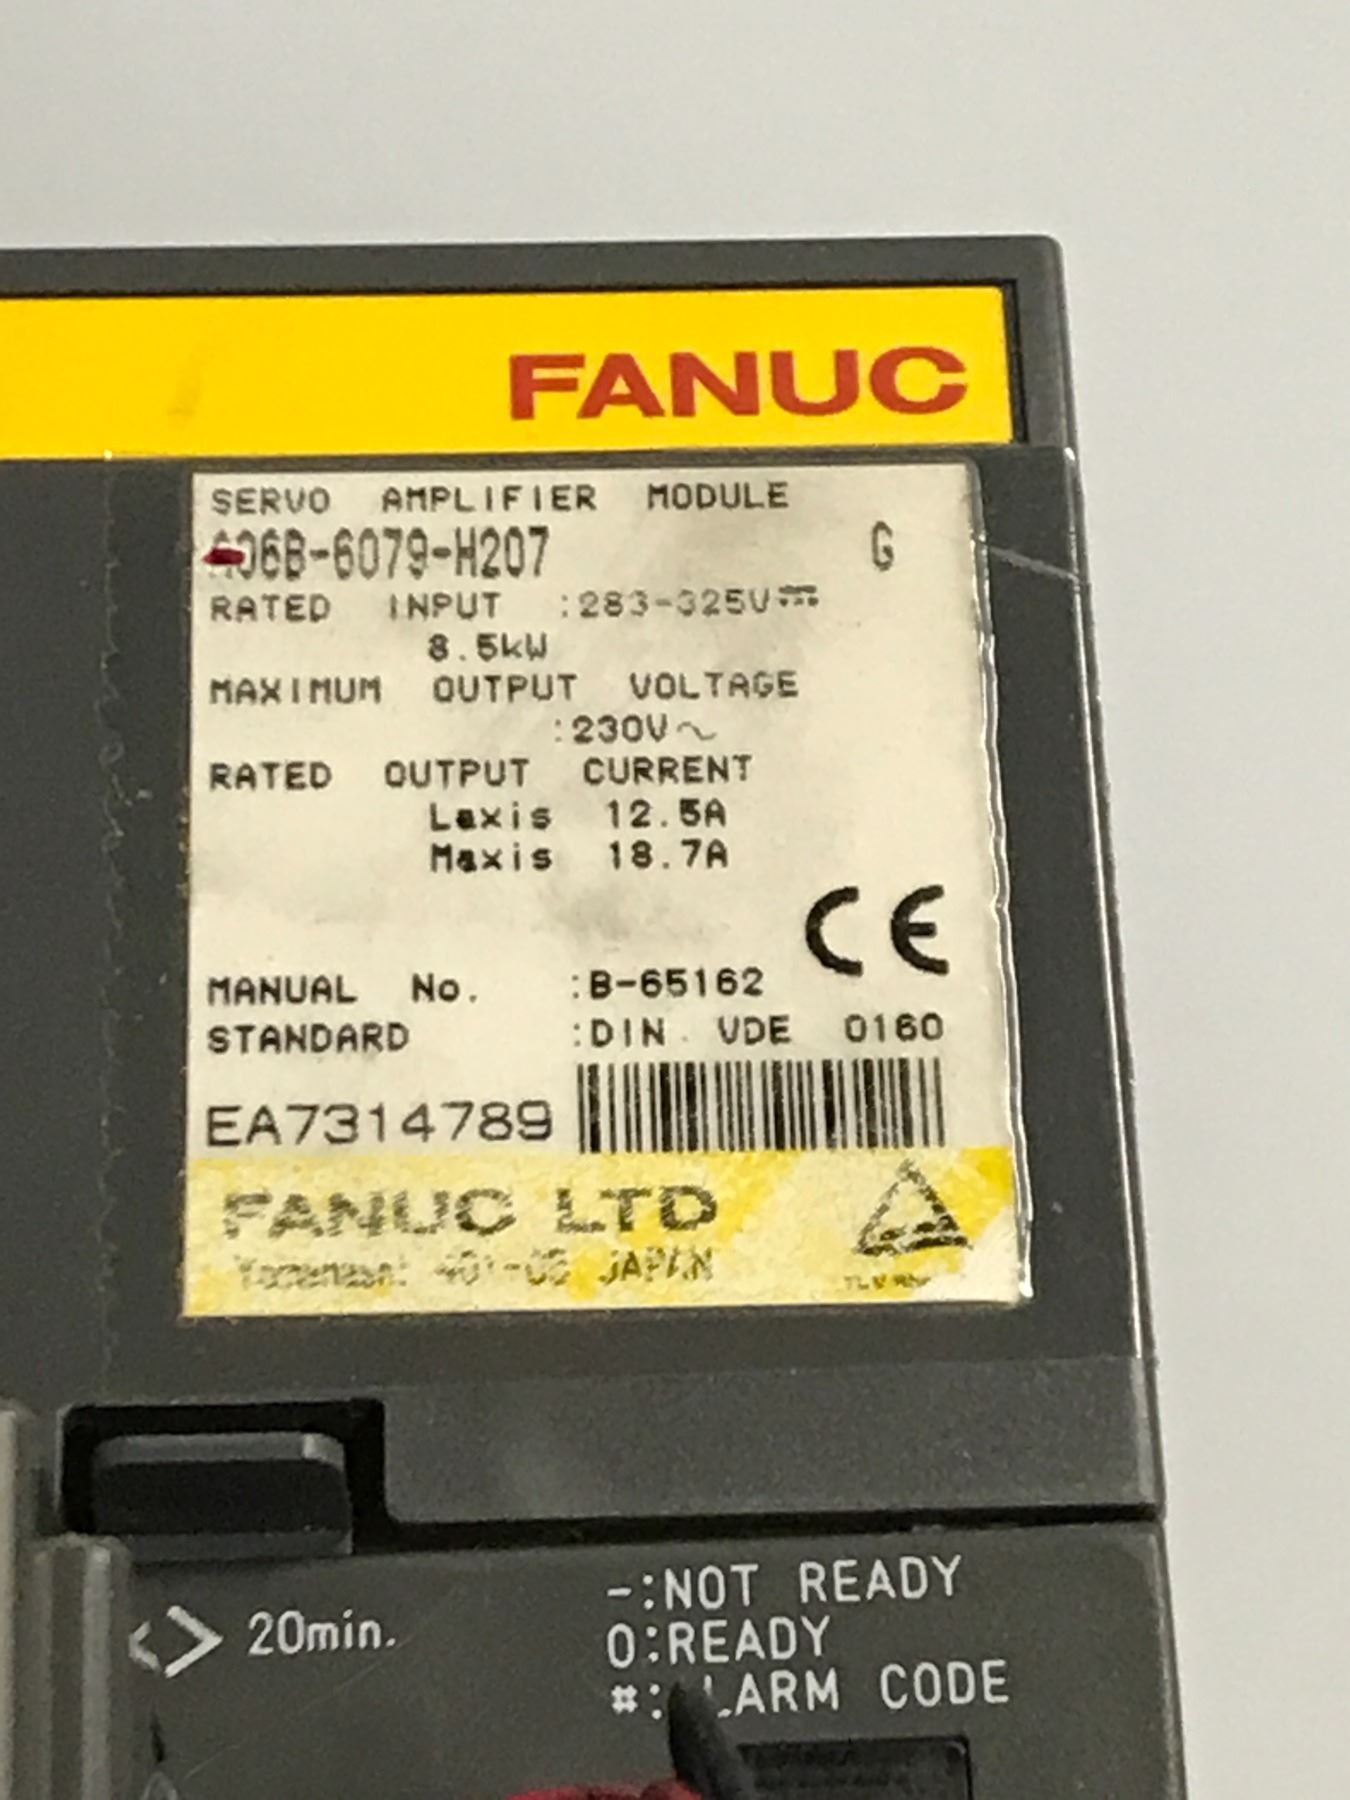 FANUC
SERVO AMPLIFIER MODULE
A06B-6079-H207 G
RATED INPUT :283-325V⎓
8.5kW
MAXIMUM OUTPUT VOLTAGE
:230V~
RATED OUTPUT CURRENT
Laxis 12.5A
Maxis 18.7A
CE
MANUAL No. :B-65162
STANDARD :DIN VDE 0160
EA7314789
FANUC LTD
JAPAN
-:NOT READY
<> 20min.
0:READY
#:ALARM CODE